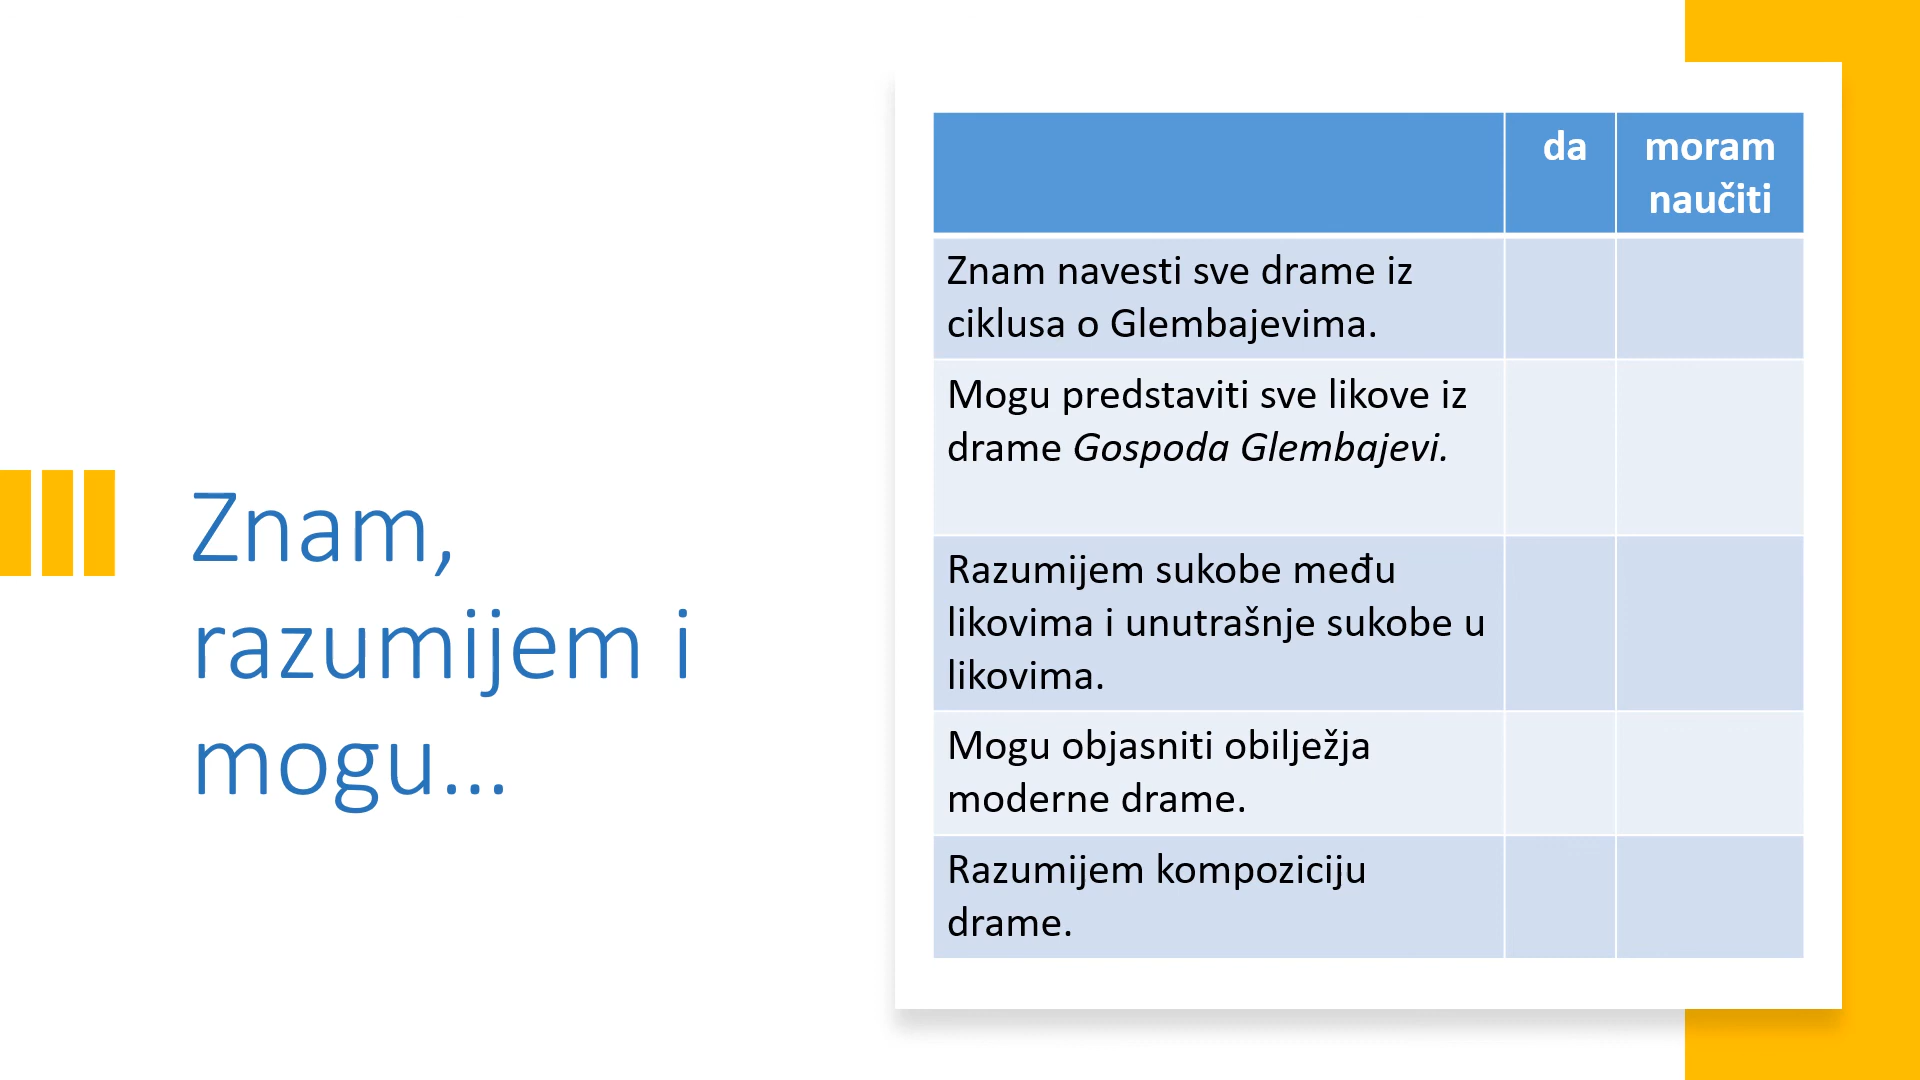 Znam,
razumijem i
mogu...
da
moram
naučiti
Znam navesti sve drame iz
ciklusa o Glembajevima.
Mogu predstaviti sve likove iz
drame Gospoda Glembajevi.
Razumijem sukobe među
likovima i unutrašnje sukobe u
likovima.
Mogu objasniti obilježja
moderne drame.
Razumijem kompoziciju
drame.